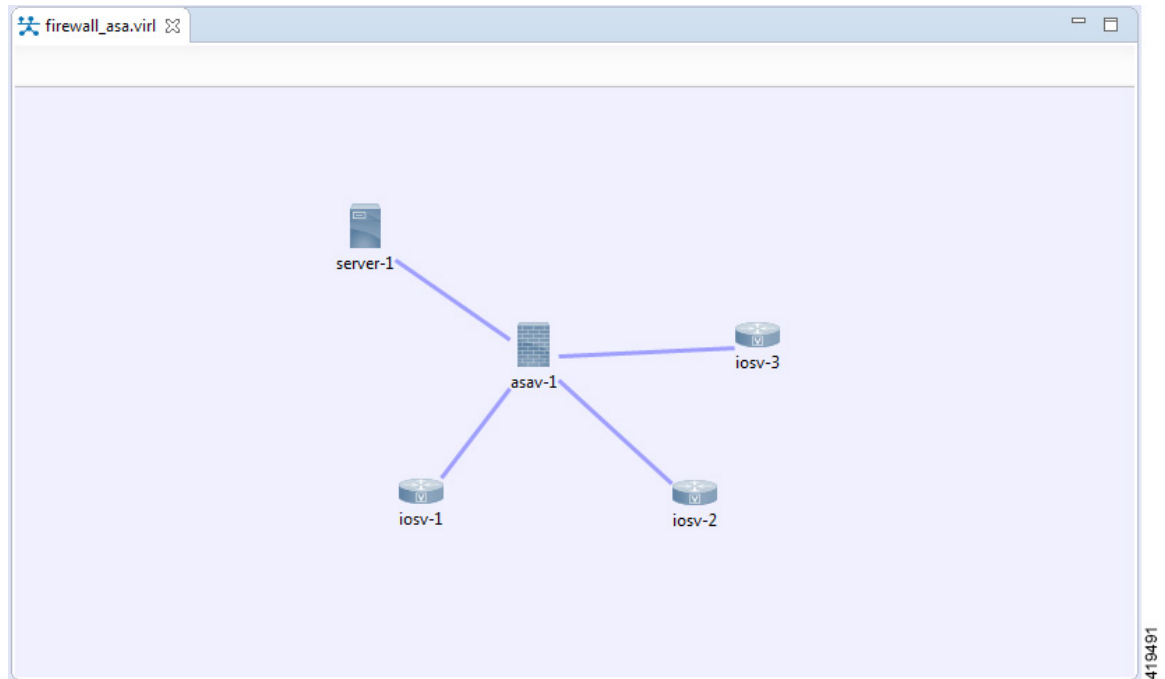 firewall_asa.virl
server-1
asav-1
iosv-3
iosv-1
iosv-2
V
V
V
419491